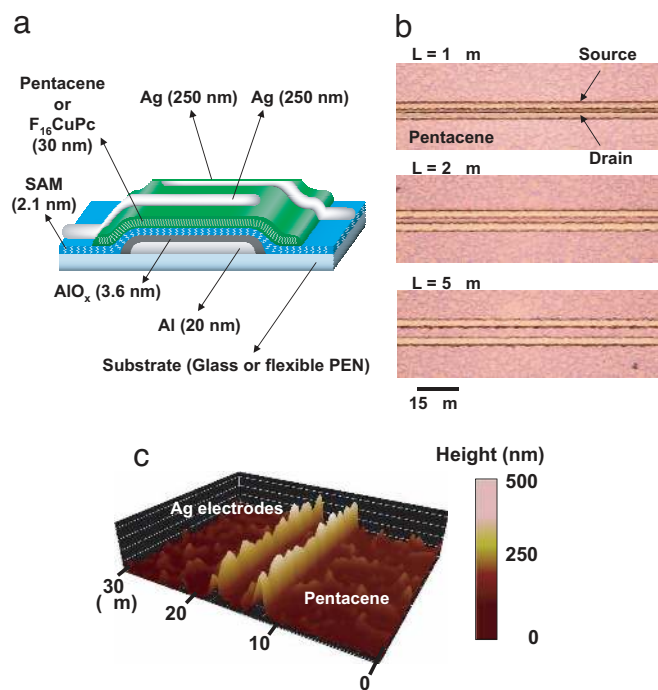 a
Pentacene
or
F₁₆CuPc
(30 nm)
Ag (250 nm)
Ag (250 nm)
SAM
(2.1 nm)
AlOₓ (3.6 nm)
Al (20 nm)
Substrate (Glass or flexible PEN)
b
L = 1 m
Source
Pentacene
Drain
L = 2 m
L = 5 m
15 m
c
Height (nm)
500
250
0
Ag electrodes
Pentacene
30
( m)
20
10
0